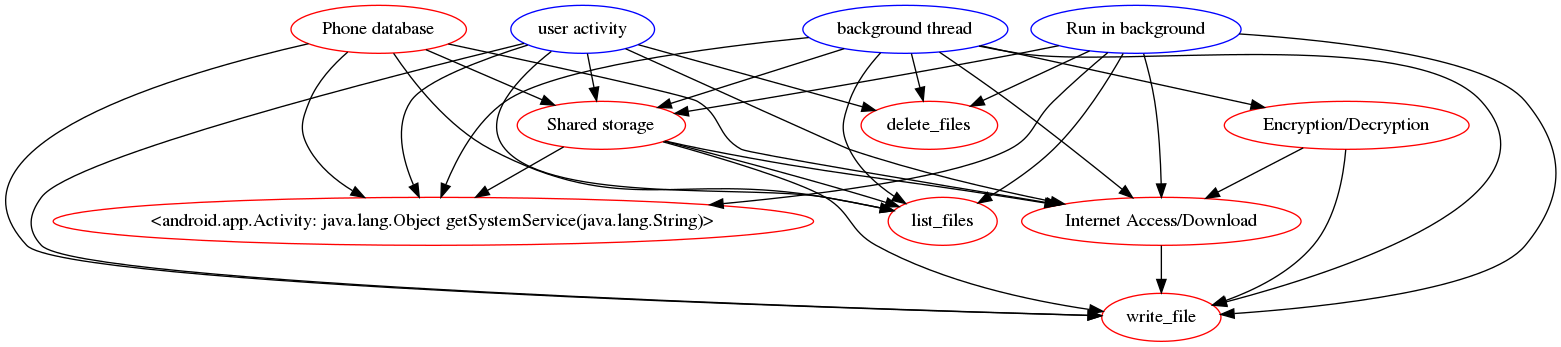 Phone database
user activity
background thread
Run in background
Shared storage
delete_files
Encryption/Decryption
<android.app.Activity: java.lang.Object getSystemService(java.lang.String)>
list_files
Internet Access/Download
write_file